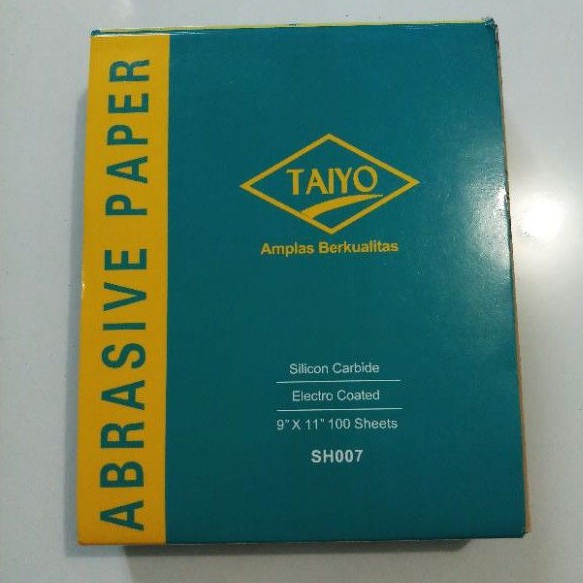 ABRASIVE PAPER
TAIYO
Amplas Berkualitas
Silicon Carbide
Electro Coated
9" X 11" 100 Sheets
SH007